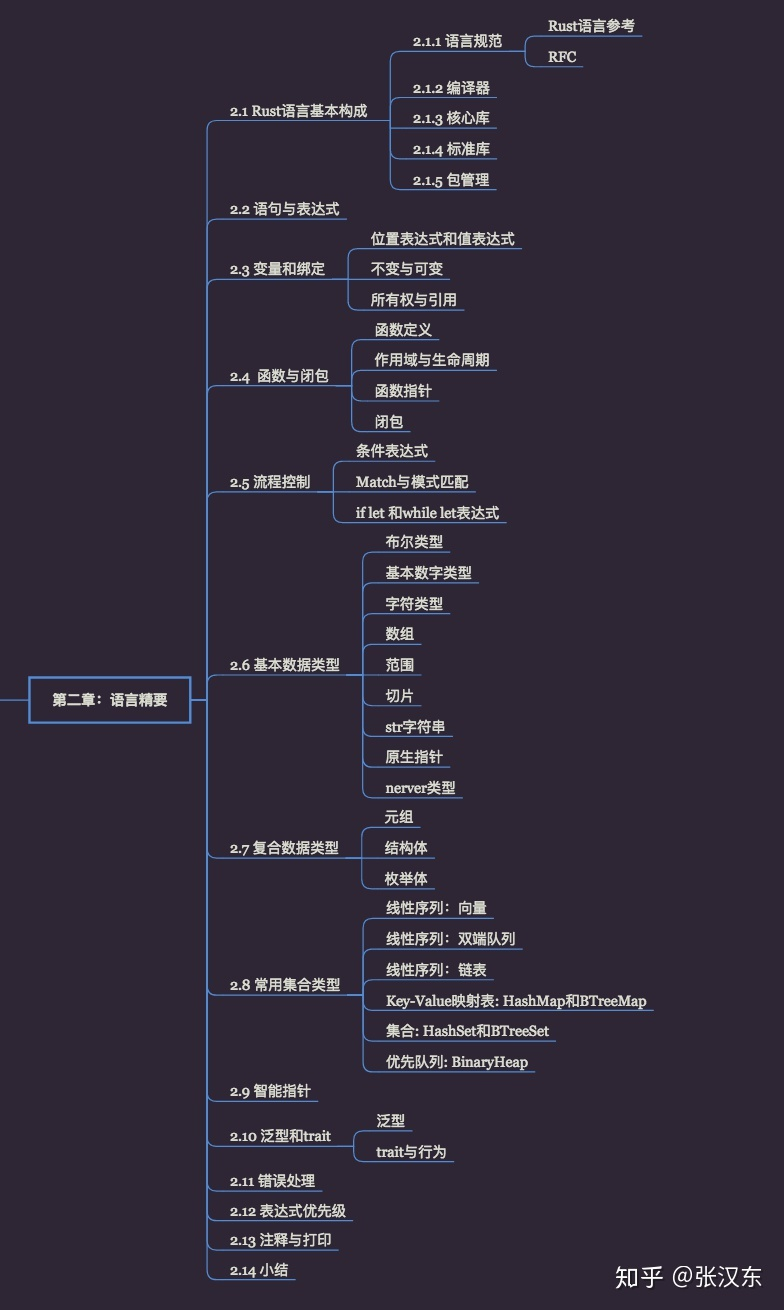 第二章：语言精要
2.1 Rust语言基本构成
2.1.1 语言规范
Rust语言参考
RFC
2.1.2 编译器
2.1.3 核心库
2.1.4 标准库
2.1.5 包管理
2.2 语句与表达式
2.3 变量和绑定
位置表达式和值表达式
不变与可变
所有权与引用
2.4 函数与闭包
函数定义
作用域与生命周期
函数指针
闭包
2.5 流程控制
条件表达式
Match与模式匹配
if let 和while let表达式
2.6 基本数据类型
布尔类型
基本数字类型
字符类型
数组
范围
切片
str字符串
原生指针
nerver类型
2.7 复合数据类型
元组
结构体
枚举体
2.8 常用集合类型
线性序列：向量
线性序列：双端队列
线性序列：链表
Key-Value映射表: HashMap和BTreeMap
集合: HashSet和BTreeSet
优先队列: BinaryHeap
2.9 智能指针
2.10 泛型和trait
泛型
trait与行为
2.11 错误处理
2.12 表达式优先级
2.13 注释与打印
2.14 小结
知乎 @张汉东